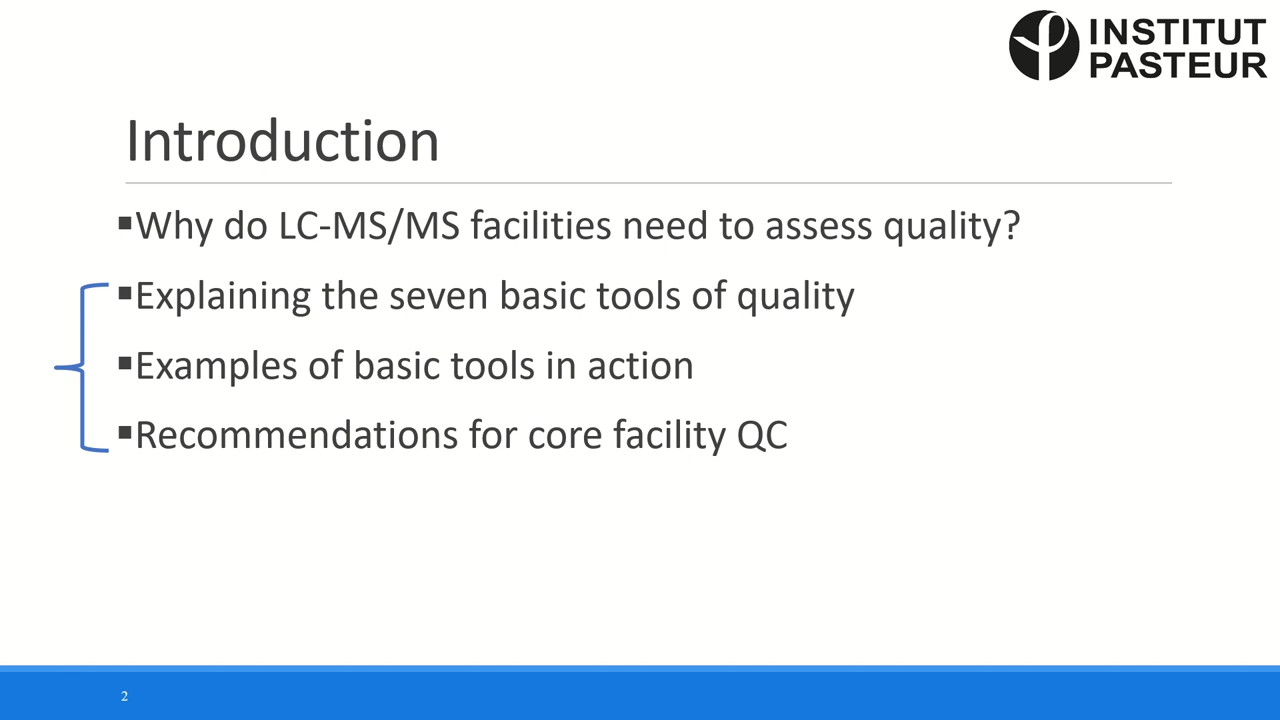 INSTITUT
PASTEUR
Introduction
▪Why do LC-MS/MS facilities need to assess quality?
▪Explaining the seven basic tools of quality
▪Examples of basic tools in action
▪Recommendations for core facility QC
2